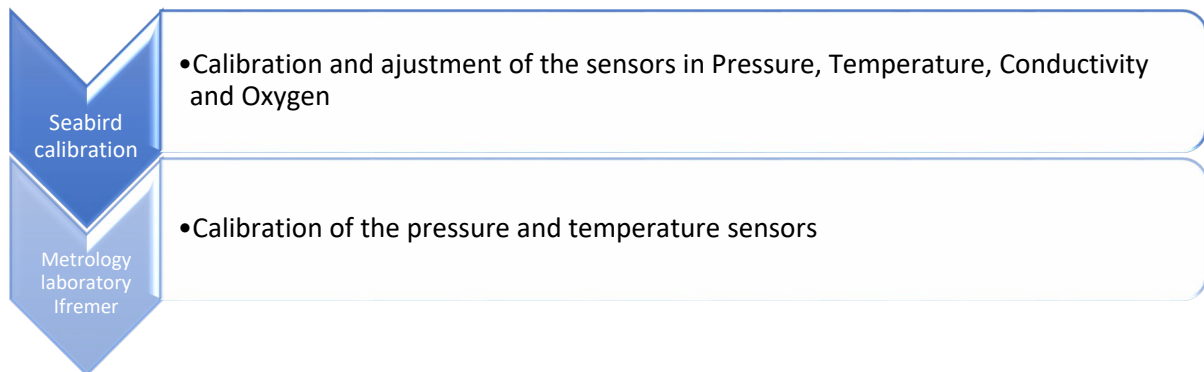 •Calibration and ajustment of the sensors in Pressure, Temperature, Conductivity
and Oxygen
Seabird
calibration
•Calibration of the pressure and temperature sensors
Metrology
laboratory
Ifremer